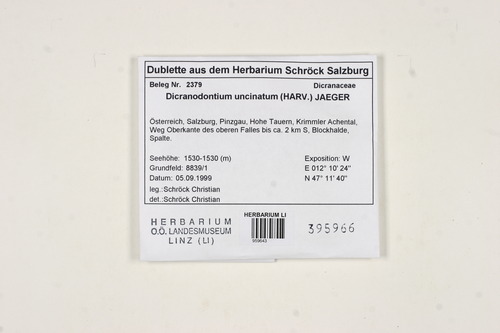 Dublette aus dem Herbarium Schröck Salzburg
Beleg Nr. 2379 Dicranaceae
Dicranodontium uncinatum (HARV.) JAEGER
Österreich, Salzburg, Pinzgau, Hohe Tauern, Krimmler Achental,
Weg Oberkante des oberen Falles bis ca. 2 km S, Blockhalde,
Spalte.
Seehöhe: 1530-1530 (m) Exposition: W
Grundfeld: 8839/1 E 012° 10' 24"
Datum: 05.09.1999 N 47° 11' 40"
leg.:Schröck Christian
det.:Schröck Christian
HERBARIUM
O.Ö. LANDESMUSEUM
LINZ (LI)
HERBARIUM LI
959643
395966